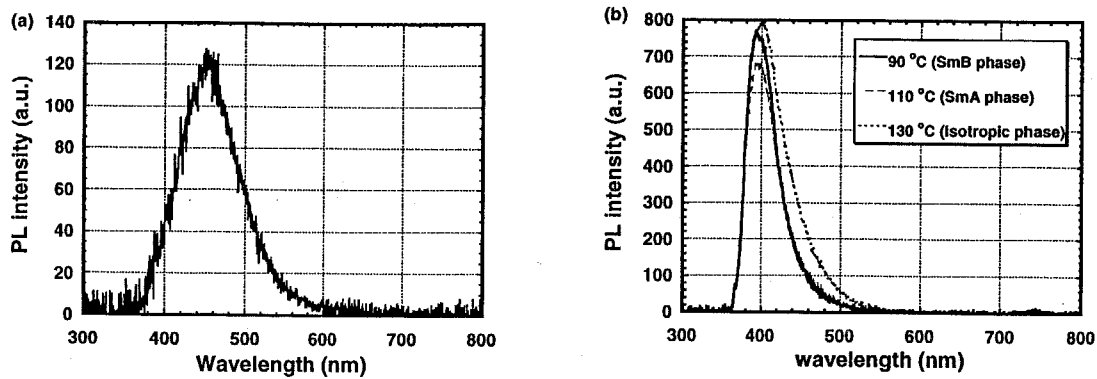 (a)
140
120
100
80
60
40
20
0
PL intensity (a.u.)
300 400 500 600 700 800
Wavelength (nm)
(b)
800
700
600
500
400
300
200
100
0
PL intensity (a.u.)
90 °C (SmB phase)
110 °C (SmA phase)
130 °C (isotropic phase)
300 400 500 600 700 800
wavelength (nm)